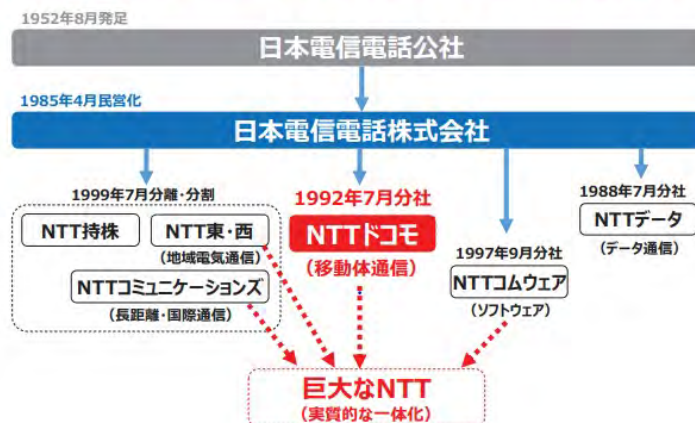 1952年8月発足
日本電信電話公社
1985年4月民営化
日本電信電話株式会社
1999年7月分離・分割
NTT持株
NTT東・西
(地域電気通信)
NTTコミュニケーションズ
(長距離・国際通信)
1992年7月分社
NTTドコモ
(移動体通信)
1997年9月分社
NTTコムウェア
(ソフトウェア)
1988年7月分社
NTTデータ
(データ通信)
巨大なNTT
(実質的な一体化)